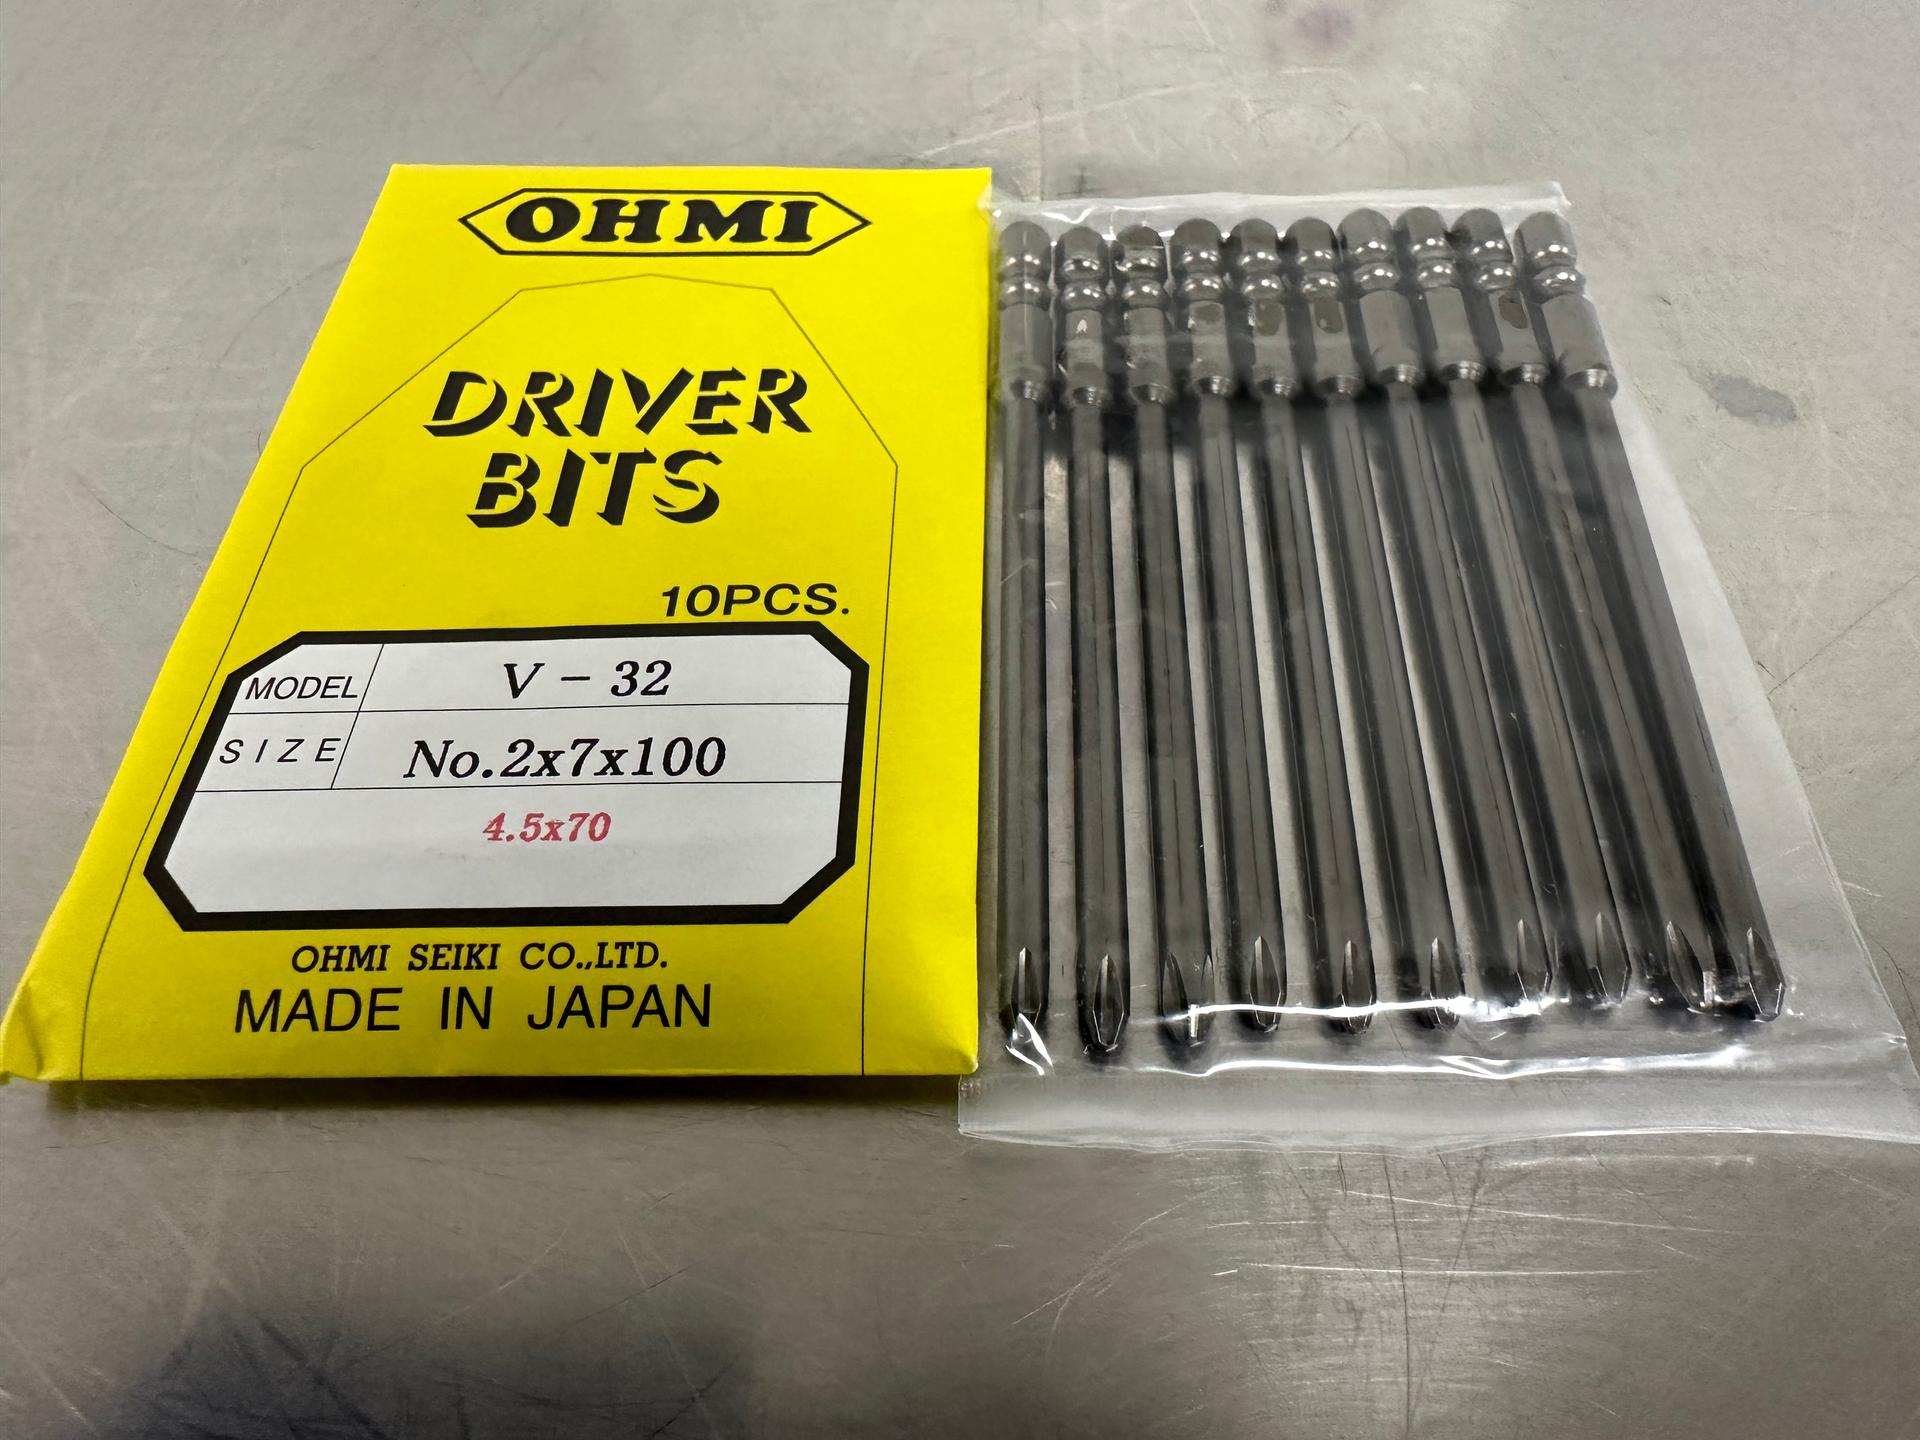 OHMI
DRIVER
BITS
10PCS.
MODEL V - 32
SIZE No.2x7x100
4.5x70
OHMI SEIKI CO.,LTD.
MADE IN JAPAN